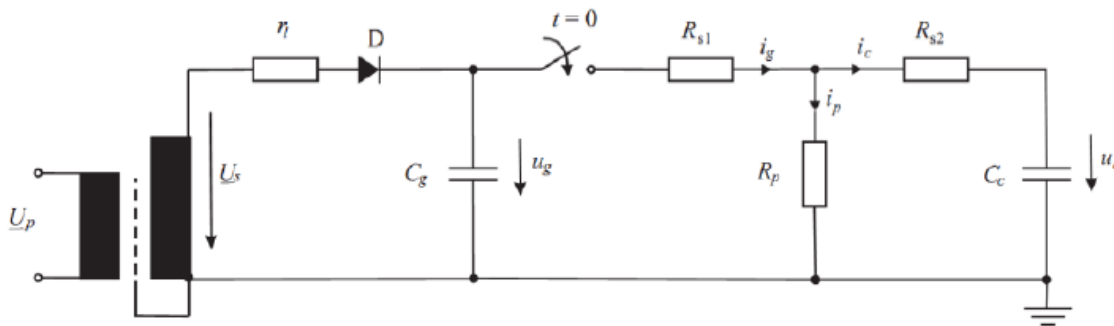 t = 0
r_l D R_s1 i_g i_c R_s2
i_p
U_p U_s C_g u_g R_p C_c